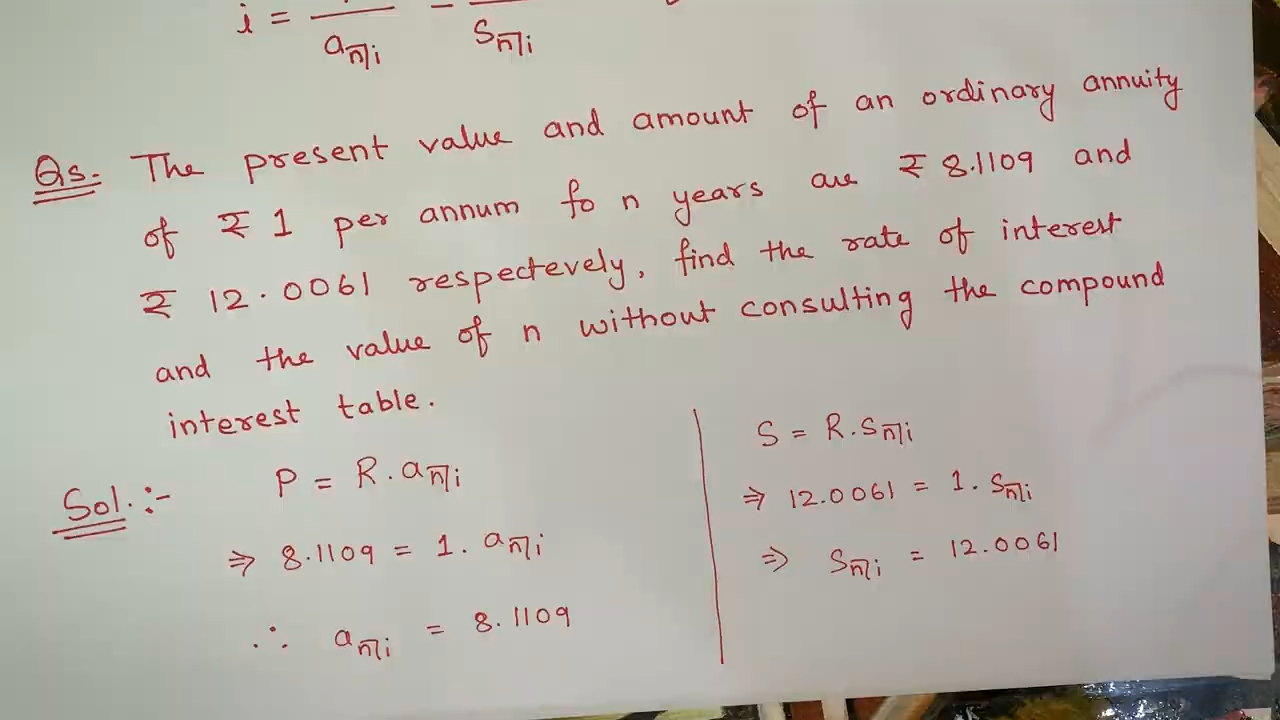 i = — - —
a n̅|i   s n̅|i
Qs. The present value and amount of an ordinary annuity
of ₹ 1 per annum fo n years are ₹ 8.1109 and
₹ 12.0061 respectevely, find the rate of interest
and the value of n without consulting the compound
interest table.
Sol. :- P = R. a n̅|i
⇒ 8.1109 = 1. a n̅|i
∴ a n̅|i = 8.1109
S = R. s n̅|i
⇒ 12.0061 = 1. s n̅|i
⇒ s n̅|i = 12.0061